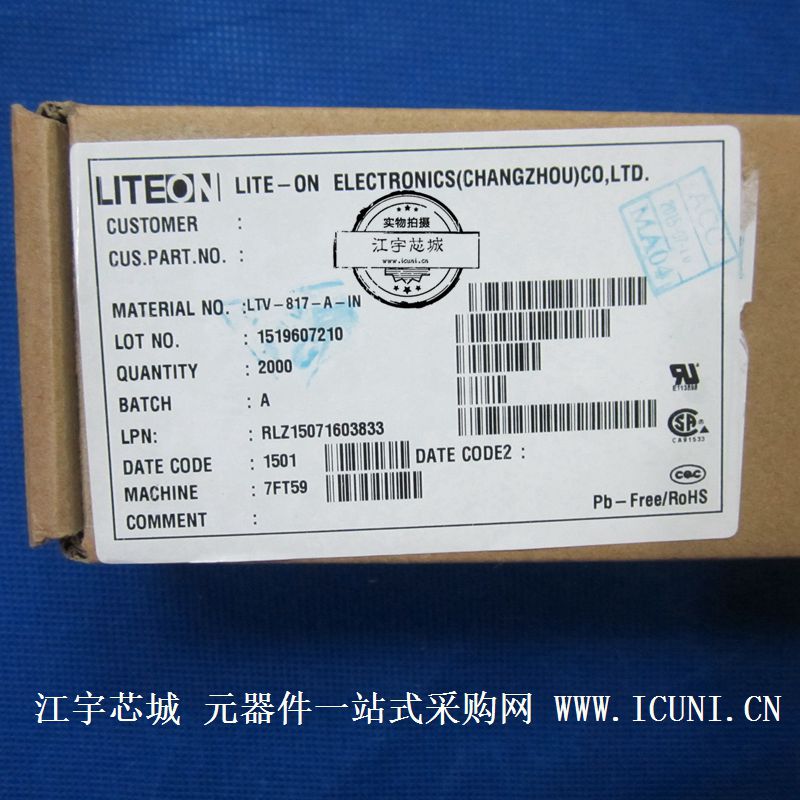 LITEON LITE-ON ELECTRONICS(CHANGZHOU)CO,LTD.
CUSTOMER :
CUS.PART.NO. :
实物拍摄
江宇芯城
www.icuni.cn
ACC
MA04
MATERIAL NO. :LTV-817-A-IN
LOT NO. : 1519607210
QUANTITY : 2000
BATCH : A
LPN: : RLZ15071603833
DATE CODE : 1501 DATE CODE2 :
MACHINE : 7FT59
COMMENT :
CA91533
CQC
Pb-Free/RoHS
江宇芯城 元器件一站式采购网 WWW.ICUNI.CN